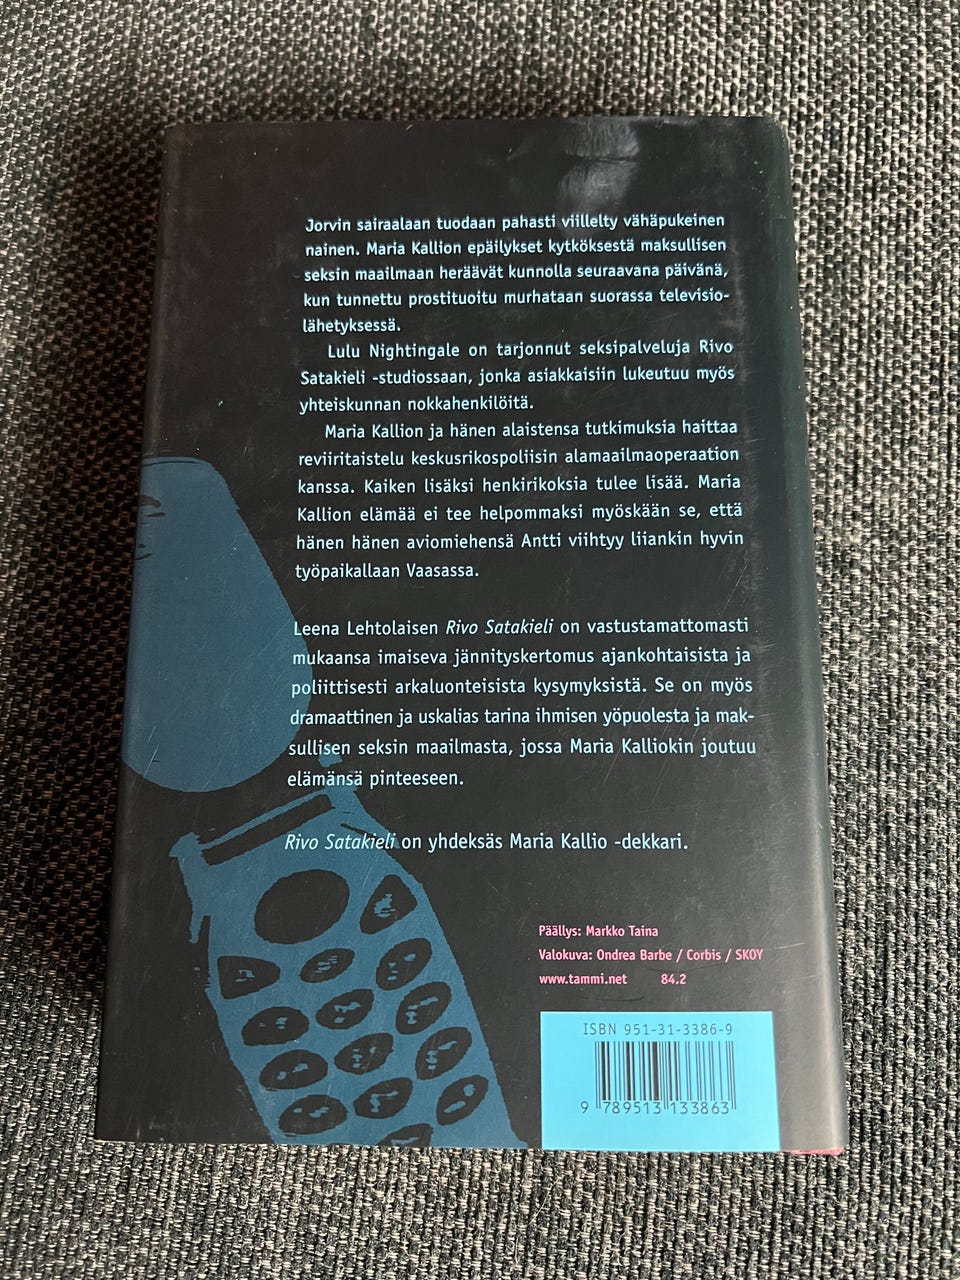 Jorvin sairaalaan tuodaan pahasti viillelty vähäpukeinen
nainen. Maria Kallion epäilykset kytköksestä maksullisen
seksin maailmaan heräävät kunnolla seuraavana päivänä,
kun tunnettu prostituoitu murhataan suorassa televisio-
lähetyksessä.
Lulu Nightingale on tarjonnut seksipalveluja Rivo
Satakieli -studiossaan, jonka asiakkaisiin lukeutuu myös
yhteiskunnan nokkahenkilöitä.
Maria Kallion ja hänen alaistensa tutkimuksia haittaa
reviiritaistelu keskusrikospoliisin alamaailmaoperaation
kanssa. Kaiken lisäksi henkirikoksia tulee lisää. Maria
Kallion elämää ei tee helpommaksi myöskään se, että
hänen hänen aviomiehensä Antti viihtyy liiankin hyvin
työpaikallaan Vaasassa.
Leena Lehtolaisen Rivo Satakieli on vastustamattomasti
mukaansa imaiseva jännityskertomus ajankohtaisista ja
poliittisesti arkaluonteisista kysymyksistä. Se on myös
dramaattinen ja uskalias tarina ihmisen yöpuolesta ja mak-
sullisen seksin maailmasta, jossa Maria Kalliokin joutuu
elämänsä pinteeseen.
Rivo Satakieli on yhdeksäs Maria Kallio -dekkari.
Päällys: Markko Taina
Valokuva: Ondrea Barbe / Corbis / SKOY
www.tammi.net 84.2
ISBN 951-31-3386-9
9 789513 133863